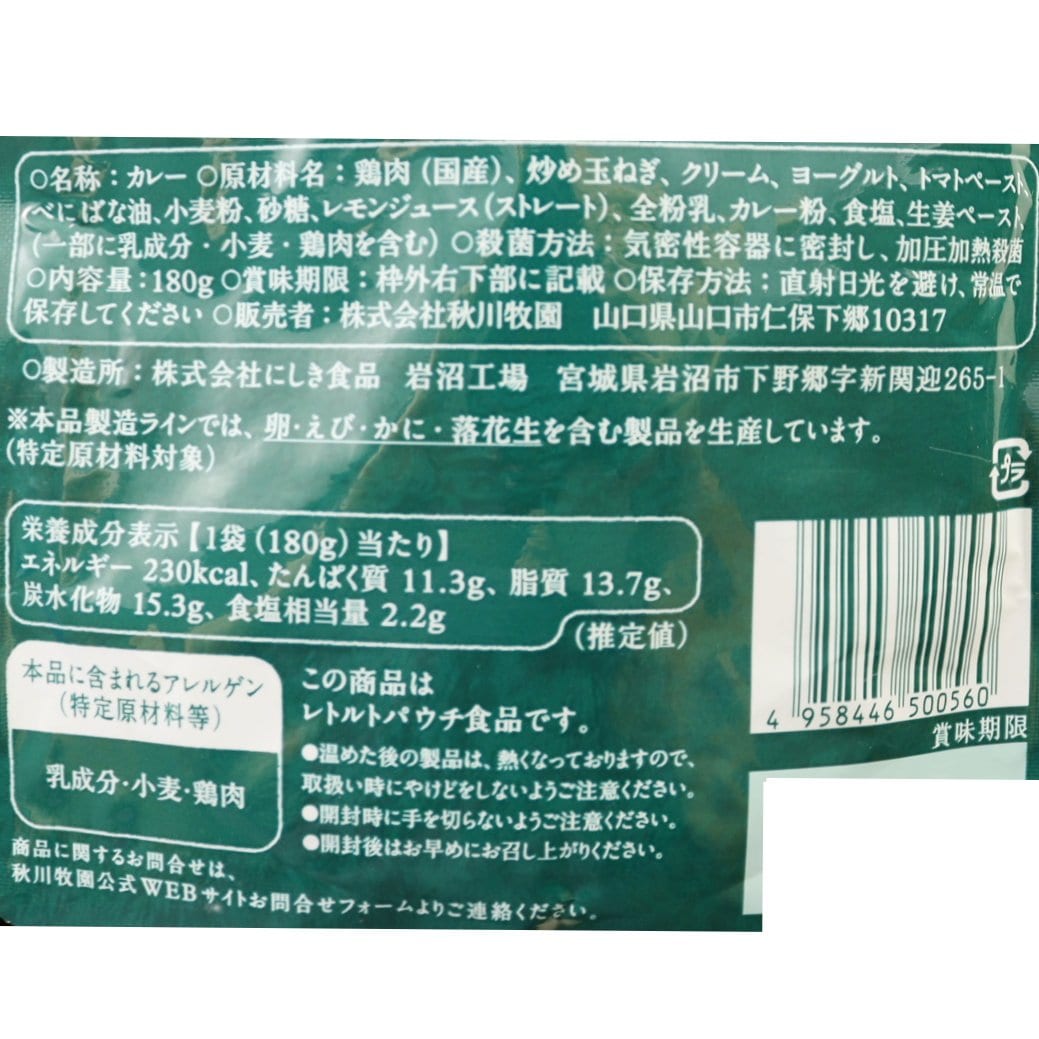 ○名称：カレー ○原材料名：鶏肉（国産）、炒め玉ねぎ、クリーム、ヨーグルト、トマトペースト、
べにばな油、小麦粉、砂糖、レモンジュース（ストレート）、全粉乳、カレー粉、食塩、生姜ペースト、
（一部に乳成分・小麦・鶏肉を含む） ○殺菌方法：気密性容器に密封し、加圧加熱殺菌
○内容量：180g ○賞味期限：枠外右下部に記載 ○保存方法：直射日光を避け、常温で
保存してください ○販売者：株式会社秋川牧園　山口県山口市仁保下郷10317
○製造所：株式会社にしき食品　岩沼工場　宮城県岩沼市下野郷字新関迎265-1
※本品製造ラインでは、卵・えび・かに・落花生を含む製品を生産しています。
(特定原材料対象)
プラ
栄養成分表示【1袋（180g）当たり】
エネルギー 230kcal、たんぱく質 11.3g、脂質 13.7g、
炭水化物 15.3g、食塩相当量 2.2g
（推定値）
4 958446 500560
賞味期限
本品に含まれるアレルゲン
（特定原材料等）
乳成分・小麦・鶏肉
この商品は
レトルトパウチ食品です。
●温めた後の製品は、熱くなっておりますので、
取扱い時にやけどをしないようご注意ください。
●開封時に手を切らないようご注意ください。
●開封後はお早めにお召し上がりください。
商品に関するお問合せは、
秋川牧園公式WEBサイトお問合せフォームよりご連絡ください。